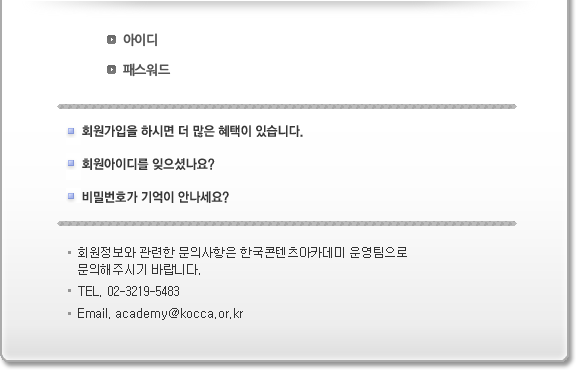 아이디
패스워드
회원가입을 하시면 더 많은 혜택이 있습니다.
회원아이디를 잊으셨나요?
비밀번호가 기억이 안나세요?
회원정보와 관련한 문의사항은 한국콘텐츠아카데미 운영팀으로
문의해주시기 바랍니다.
TEL. 02-3219-5483
Email. academy@kocca.or.kr